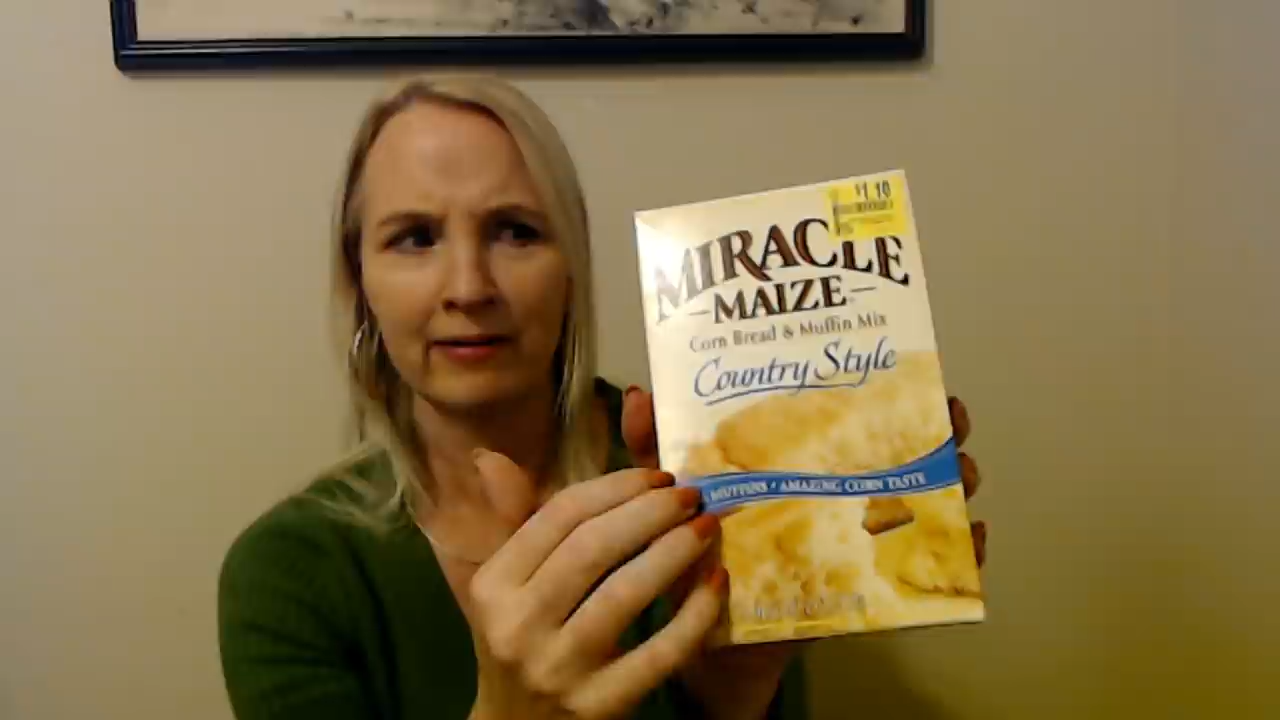 $1.10
MIRACLE
MAIZE
Corn Bread & Muffin Mix
Country Style
MUFFINS • AMAZING CORN TASTE